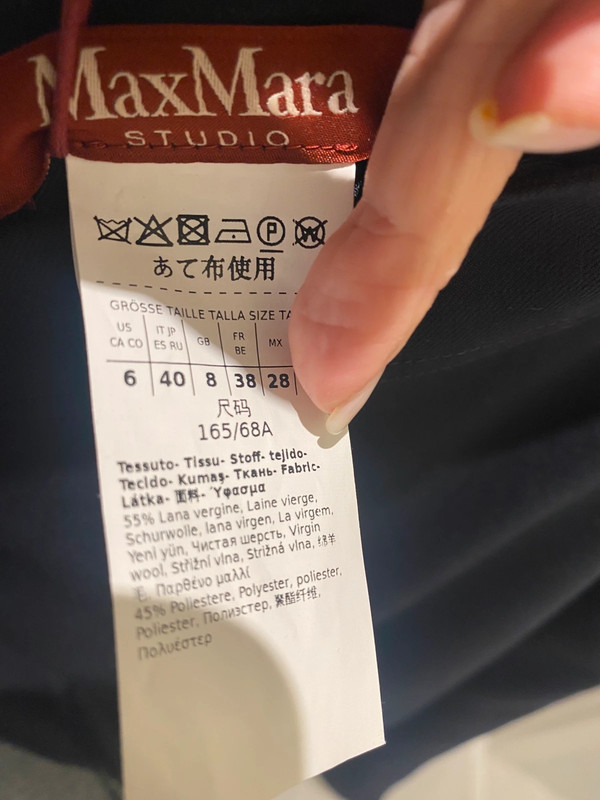 MaxMara
STUDIO
P W
あて布使用
GRÖSSE TAILLE TALLA SIZE TA
US CA CO IT JP ES RU GB FR BE MX
6 40 8 38 28
尺码
165/68A
Tessuto- Tissu- Stoff- tejido-
Tecido- Kumaş- Ткань- Fabric-
Látka- 面料- Ύφασμα
55% Lana vergine, Laine vierge,
Schurwolle, lana virgen, La virgem,
Yeni yün, Чистая шерсть, Virgin
wool, Střižní vlna, Strižná vlna, 绵羊
毛, Παρθένο μαλλί
45% Poliestere, Polyester, poliester,
Poliester, Полиэстер, 聚酯纤维,
Πολυέστερ